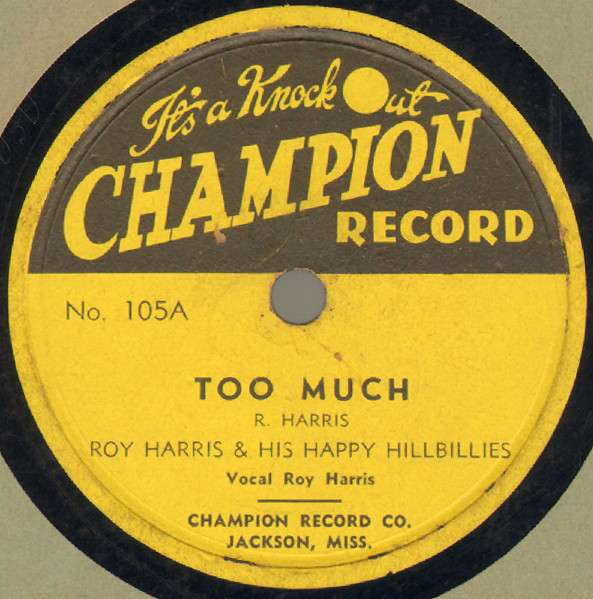 It's a Knock Out
CHAMPION
RECORD
No. 105A
TOO MUCH
R. HARRIS
ROY HARRIS & HIS HAPPY HILLBILLIES
Vocal Roy Harris
CHAMPION RECORD CO.
JACKSON, MISS.